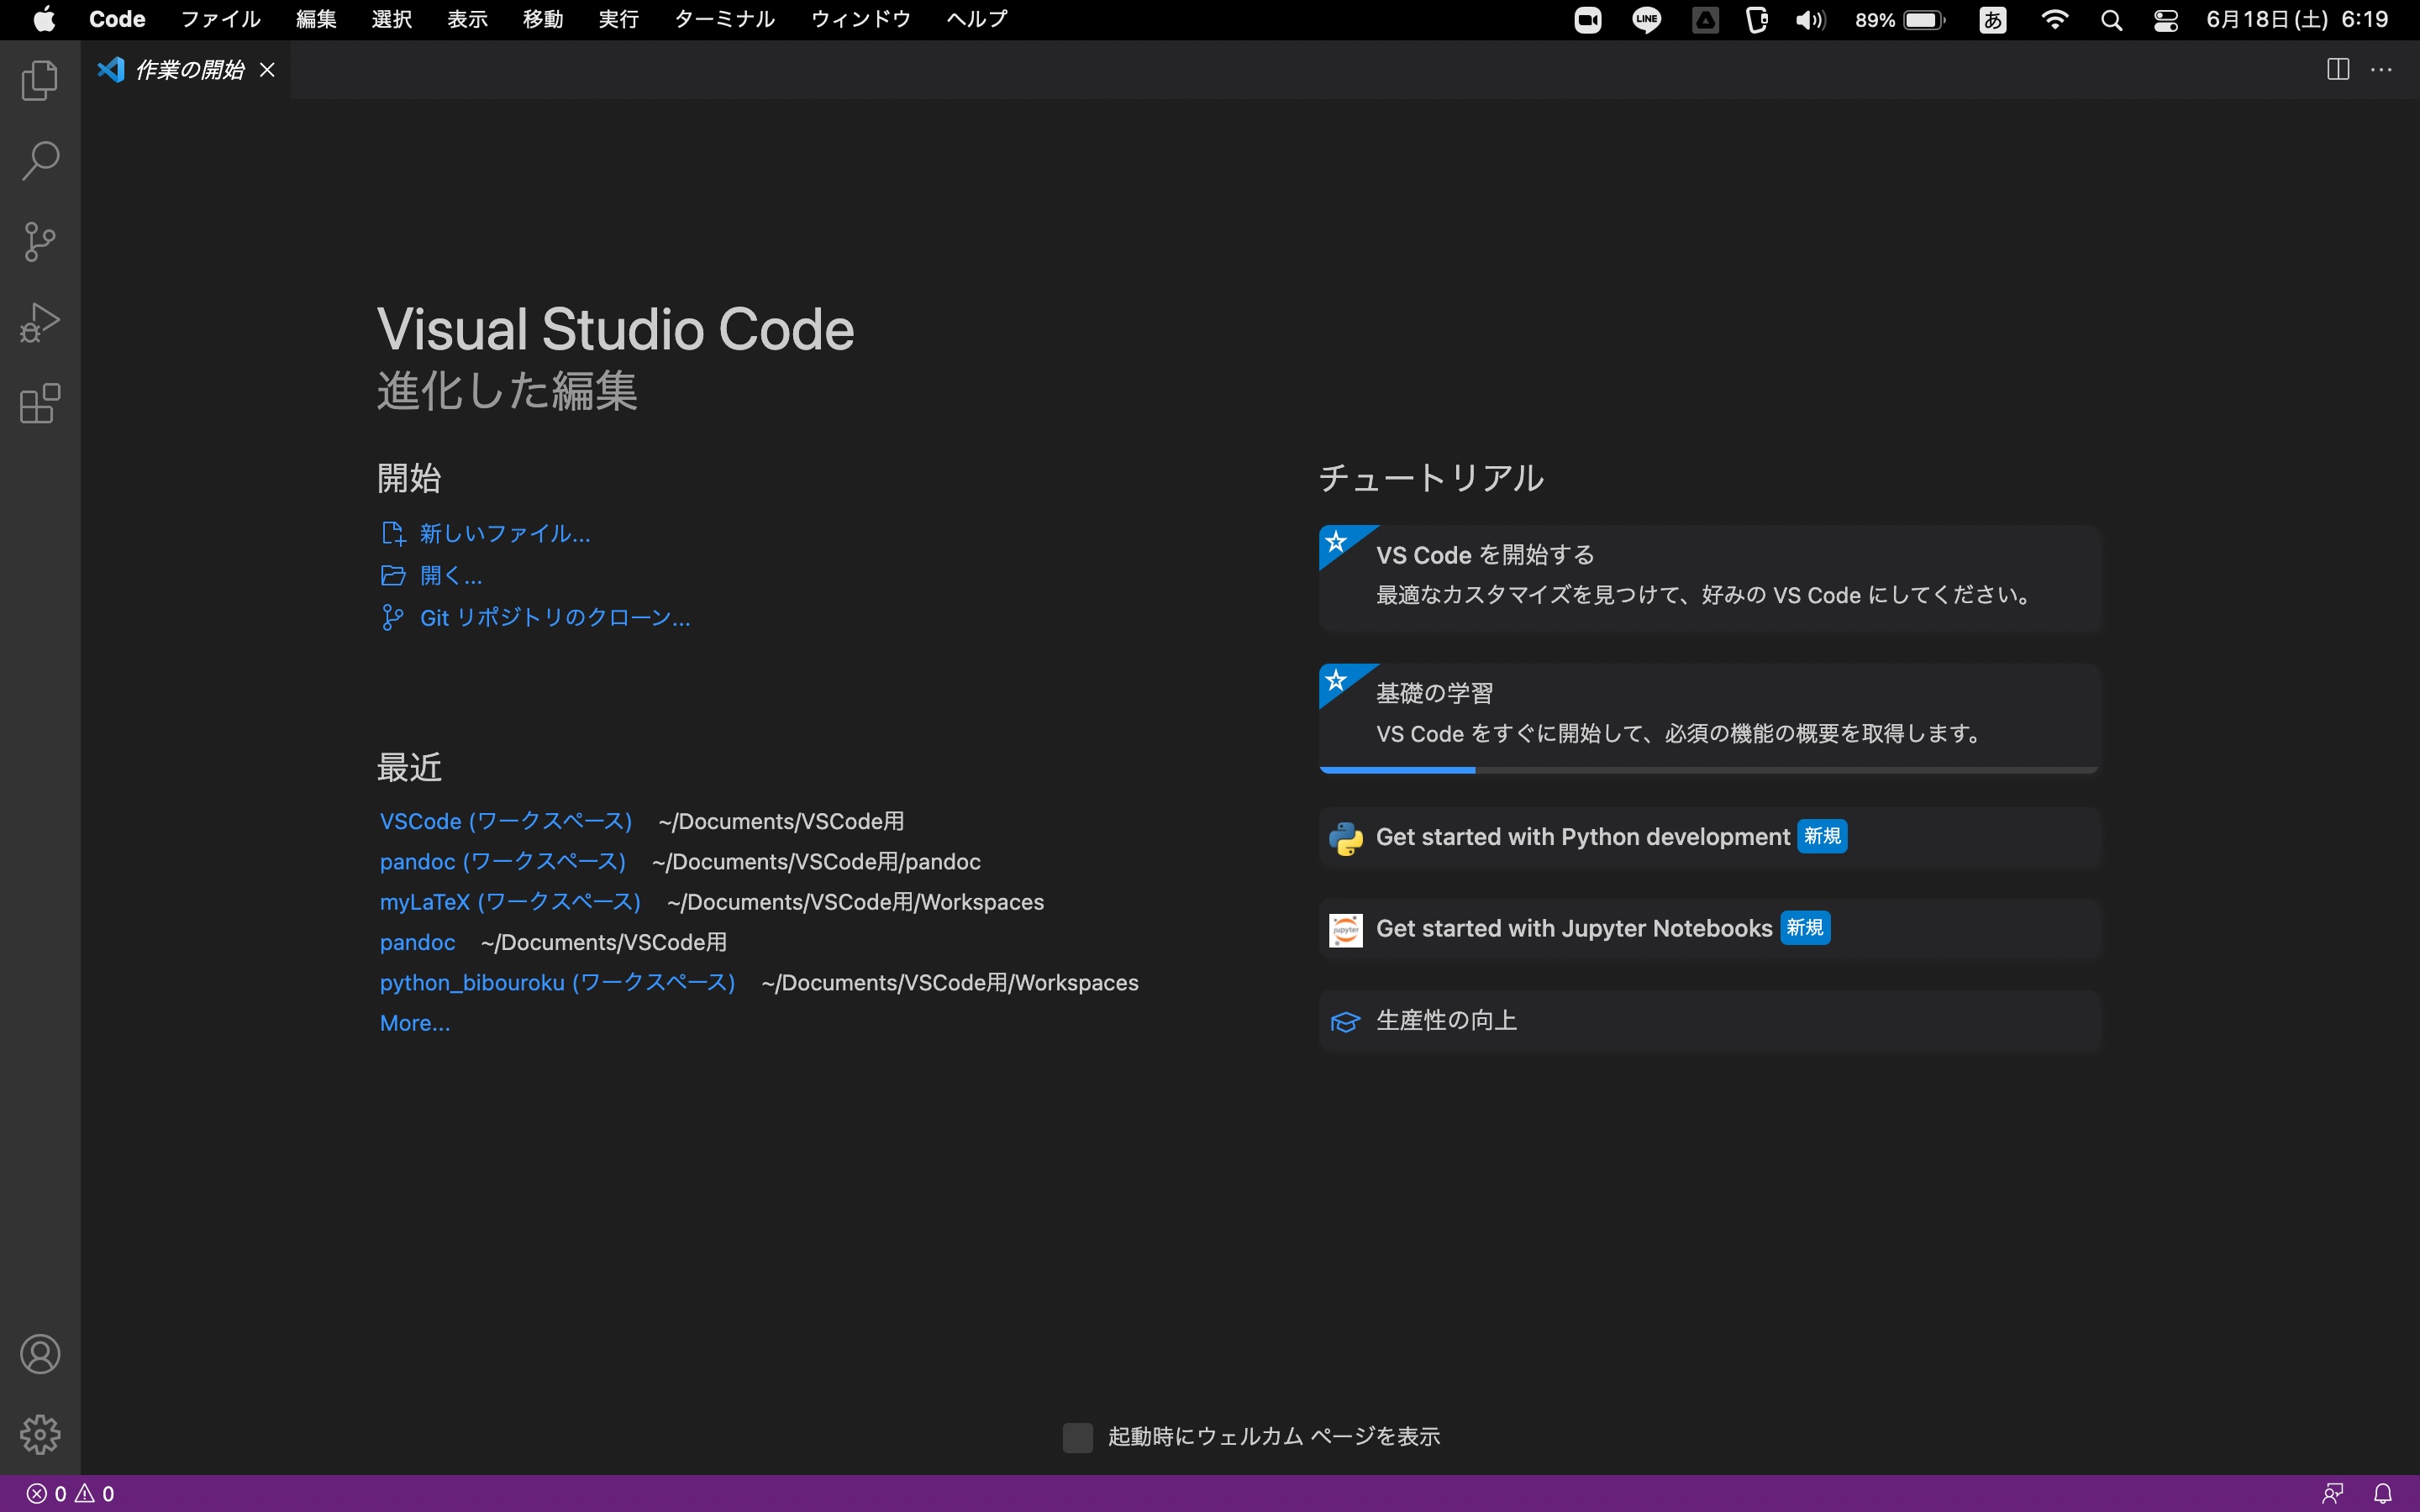 Code ファイル 編集 選択 表示 移動 実行 ターミナル ウィンドウ ヘルプ LINE 89% あ 6月18日(土) 6:19
作業の開始
Visual Studio Code
進化した編集
開始
新しいファイル...
開く...
Git リポジトリのクローン...
最近
VSCode (ワークスペース) ~/Documents/VSCode用
pandoc (ワークスペース) ~/Documents/VSCode用/pandoc
myLaTeX (ワークスペース) ~/Documents/VSCode用/Workspaces
pandoc ~/Documents/VSCode用
python_bibouroku (ワークスペース) ~/Documents/VSCode用/Workspaces
More...
チュートリアル
VS Code を開始する
最適なカスタマイズを見つけて、好みの VS Code にしてください。
基礎の学習
VS Code をすぐに開始して、必須の機能の概要を取得します。
Get started with Python development 新規
jupyter Get started with Jupyter Notebooks 新規
生産性の向上
起動時にウェルカム ページを表示
0 0